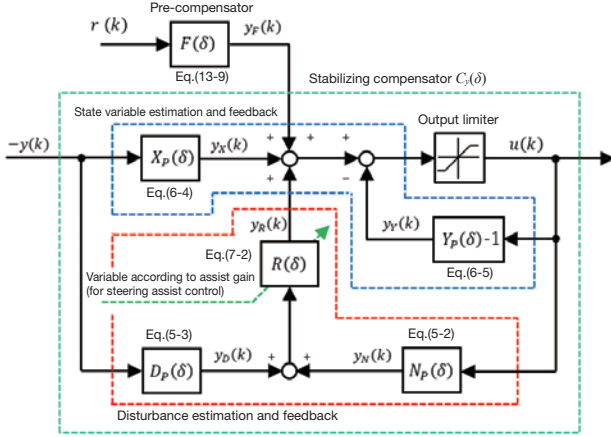 Pre-compensator
r (k)
F(δ)
y_F(k)
Eq.(13-9)
Stabilizing compensator C_y(δ)
State variable estimation and feedback
Output limiter
−y(k)
X_P(δ)
y_X(k)
+
+
+
+
−
u(k)
Eq.(6-4)
y_R(k)
y_Y(k)
Y_P(δ)-1
Eq.(7-2)
Eq.(6-5)
Variable according to assist gain
(for steering assist control)
R(δ)
Eq.(5-3)
Eq.(5-2)
D_P(δ)
y_D(k)
+
+
y_N(k)
N_P(δ)
Disturbance estimation and feedback